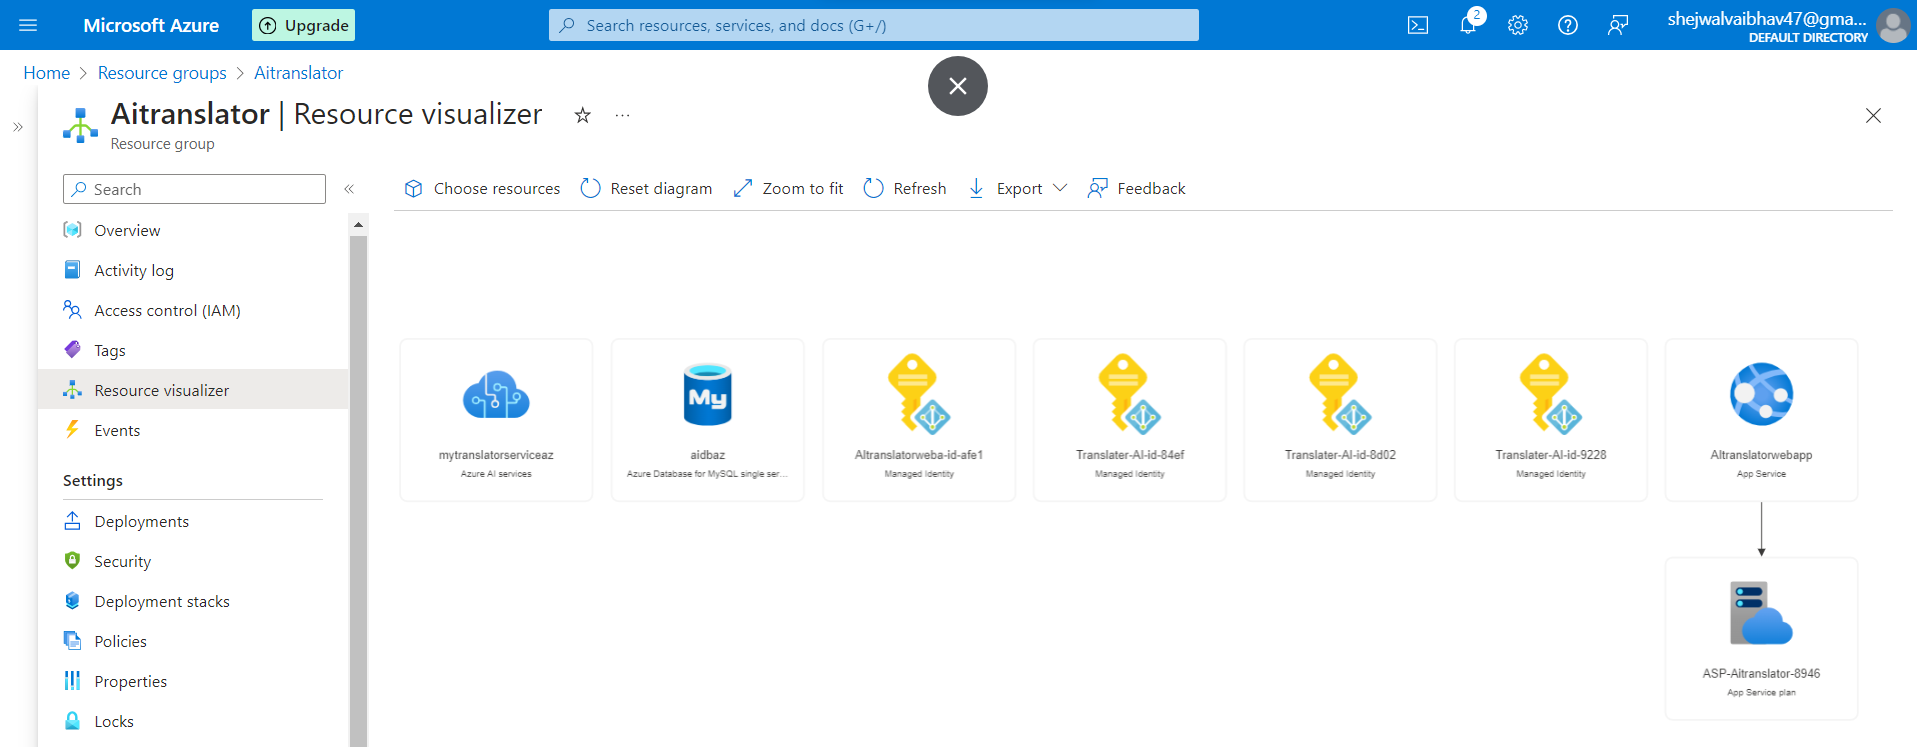 Microsoft Azure
Upgrade
Search resources, services, and docs (G+/)
2
shejwalvaibhav47@gma...
DEFAULT DIRECTORY
Home > Resource groups > Aitranslator
Aitranslator | Resource visualizer
Resource group
Search
Choose resources
Reset diagram
Zoom to fit
Refresh
Export
Feedback
Overview
Activity log
Access control (IAM)
Tags
Resource visualizer
Events
Settings
Deployments
Security
Deployment stacks
Policies
Properties
Locks
mytranslatorserviceaz
Azure AI services
My
aidbaz
Azure Database for MySQL single ser...
AItranslatorweba-id-afe1
Managed Identity
Translater-AI-id-84ef
Managed Identity
Translater-AI-id-8d02
Managed Identity
Translater-AI-id-9228
Managed Identity
AItranslatorwebapp
App Service
ASP-Aitranslator-8946
App Service plan